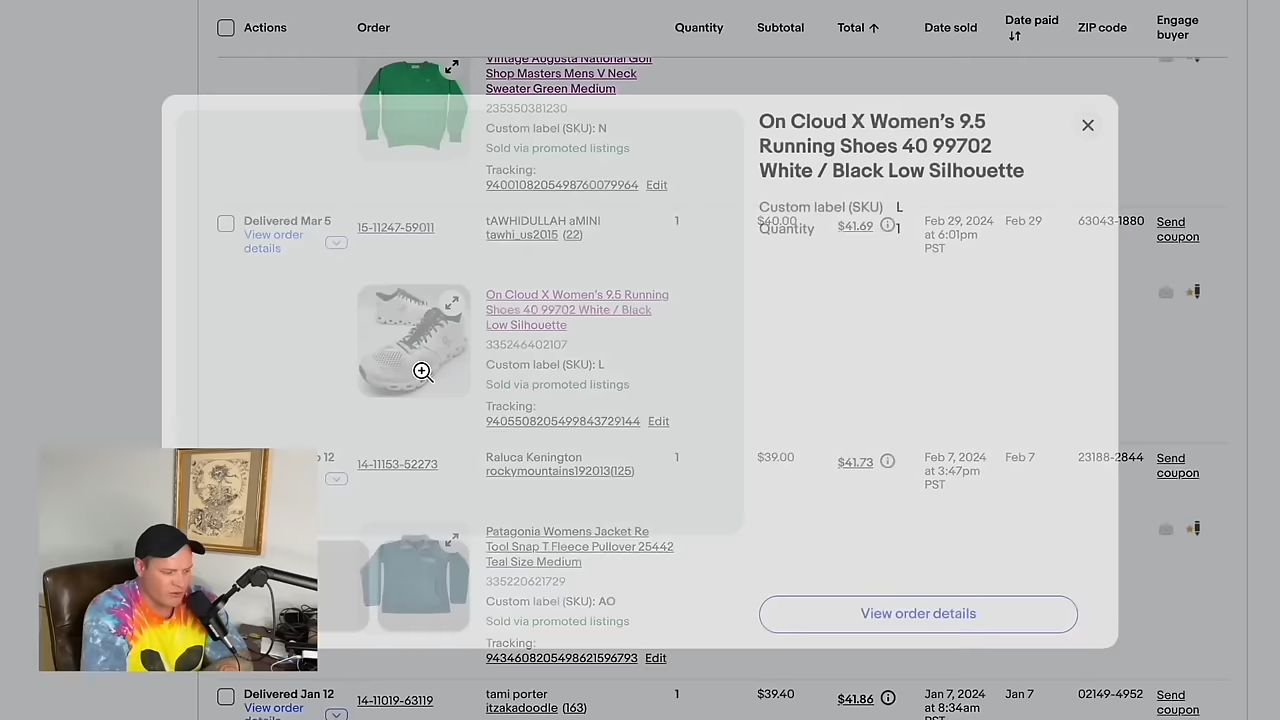 Actions
Order
Quantity
Subtotal
Total
Date sold
Date paid
ZIP code
Engage
buyer
Vintage Augusta National Golf
Shop Masters Mens V Neck
Sweater Green Medium
235350381230
Custom label (SKU): N
Sold via promoted listings
Tracking:
9400108205498760079964 Edit
On Cloud X Women's 9.5
Running Shoes 40 99702
White / Black Low Silhouette
Custom label (SKU) L
Quantity 1
View order details
Delivered Mar 5
View order
details
15-11247-59011
tAWHIDULLAH aMINI
tawhi_us2015 (22)
1
$40.00
$41.69
Feb 29, 2024
at 6:01pm
PST
Feb 29
63043-1880
Send
coupon
On Cloud X Women's 9.5 Running
Shoes 40 99702 White / Black
Low Silhouette
335246402107
Custom label (SKU): L
Sold via promoted listings
Tracking:
9405508205499843729144 Edit
12
14-11153-52273
Raluca Kenington
rockymountains192013(125)
1
$39.00
$41.73
Feb 7, 2024
at 3:47pm
PST
Feb 7
23188-2844
Send
coupon
Patagonia Womens Jacket Re
Tool Snap T Fleece Pullover 25442
Teal Size Medium
335220621729
Custom label (SKU): AO
Sold via promoted listings
Tracking:
9434608205498621596793 Edit
Delivered Jan 12
View order
details
14-11019-63119
tami porter
itzakadoodle (163)
1
$39.40
$41.86
Jan 7, 2024
at 8:34am
PST
Jan 7
02149-4952
Send
coupon